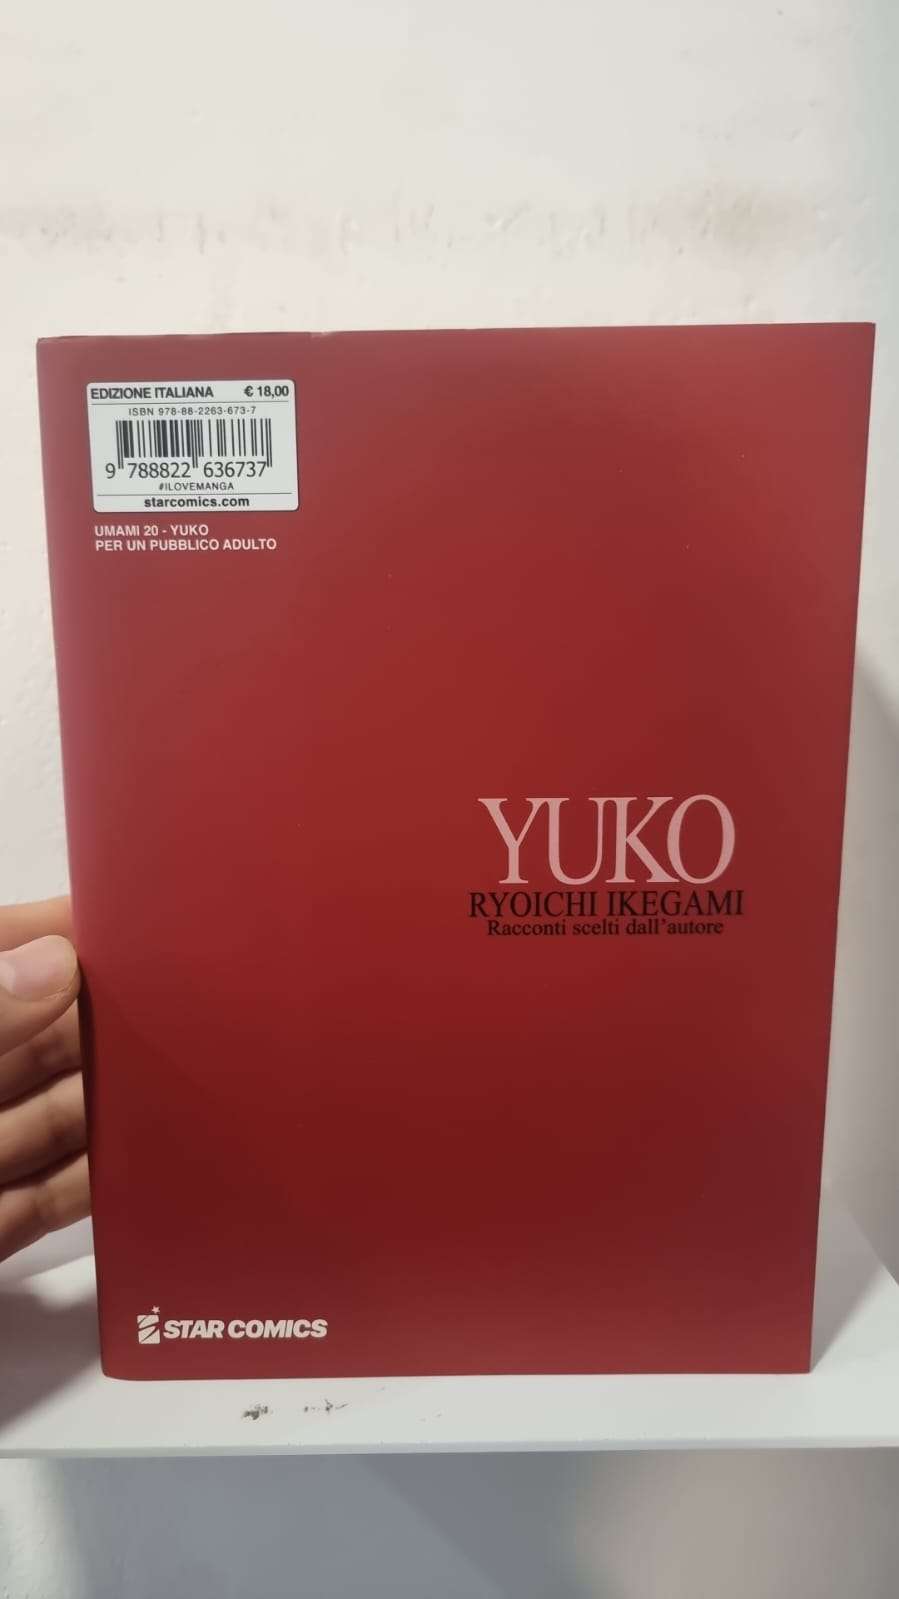 EDIZIONE ITALIANA € 18,00
ISBN 978-88-2263-673-7
9 788822 636737
#ILOVEMANGA
starcomics.com
UMAMI 20 - YUKO
PER UN PUBBLICO ADULTO
YUKO
RYOICHI IKEGAMI
Racconti scelti dall'autore
STAR COMICS